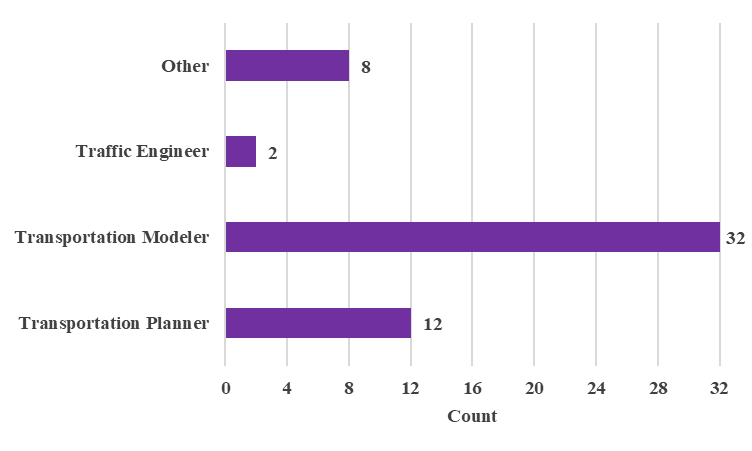 Other 8
Traffic Engineer 2
Transportation Modeler 32
Transportation Planner 12
0 4 8 12 16 20 24 28 32
Count